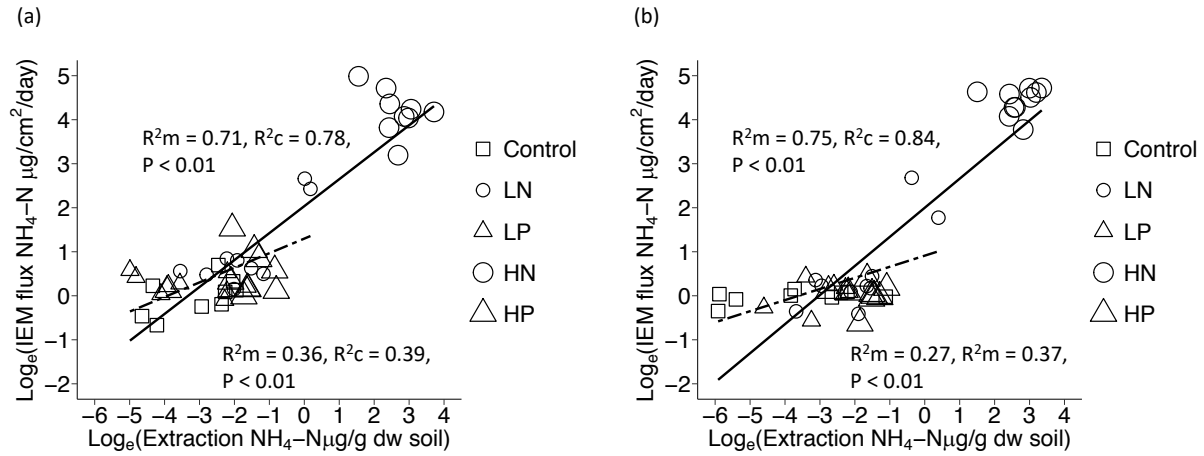 (a)
Log e (IEM flux NH₄–N μg/cm²/day)
5
4
3
2
1
0
−1
−2
R²m = 0.71, R²c = 0.78,
P < 0.01
R²m = 0.36, R²c = 0.39,
P < 0.01
−6 −5 −4 −3 −2 −1 0 1 2 3 4
Logₑ(Extraction NH₄–Nμg/g dw soil)
Control
LN
LP
HN
HP
(b)
Logₑ(IEM flux NH₄–N μg/cm²/day)
5
4
3
2
1
0
−1
−2
R²m = 0.75, R²c = 0.84,
P < 0.01
R²m = 0.27, R²m = 0.37,
P < 0.01
−6 −5 −4 −3 −2 −1 0 1 2 3 4
Logₑ(Extraction NH₄–Nμg/g dw soil)
Control
LN
LP
HN
HP